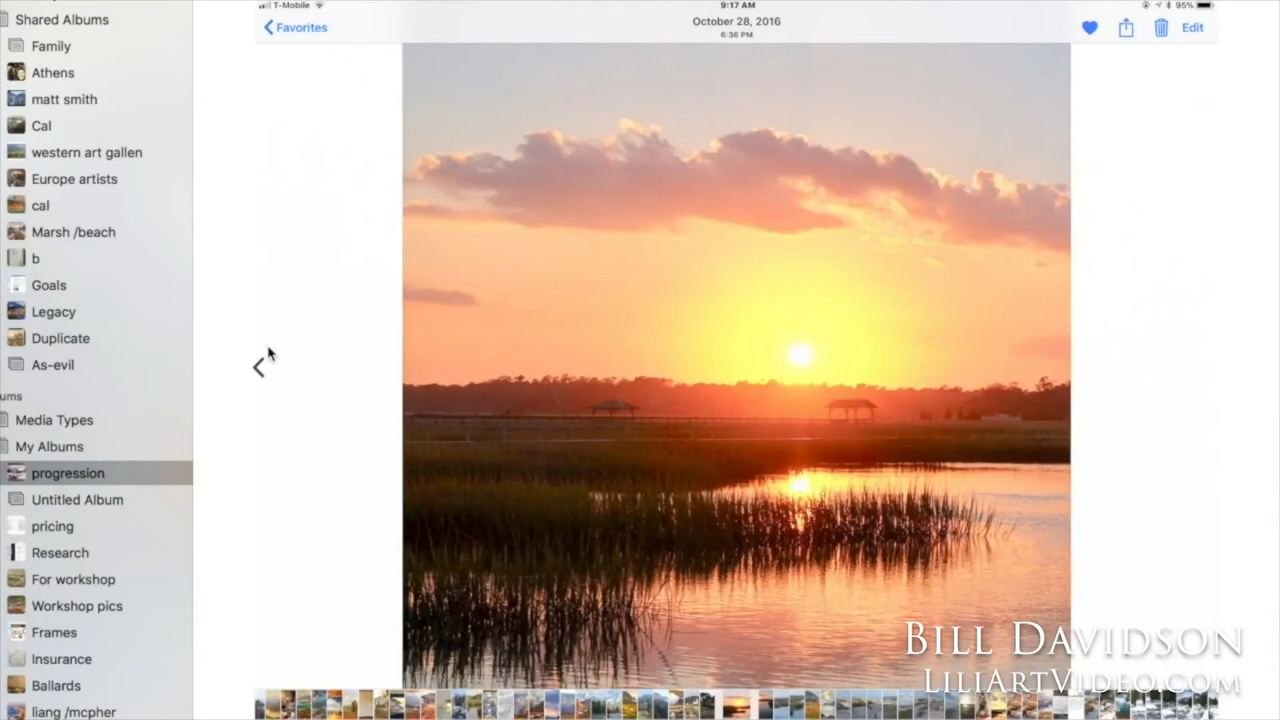 Shared Albums
Family
Athens
matt smith
Cal
western art gallen
Europe artists
cal
Marsh /beach
b
Goals
Legacy
Duplicate
As-evil
ums
Media Types
My Albums
progression
Untitled Album
pricing
Research
For workshop
Workshop pics
Frames
Insurance
Ballards
liang /mcpher
T-Mobile
9:17 AM
95%
Favorites
October 28, 2016
6:36 PM
Edit
BILL DAVIDSON
LILIARTVIDEO.COM